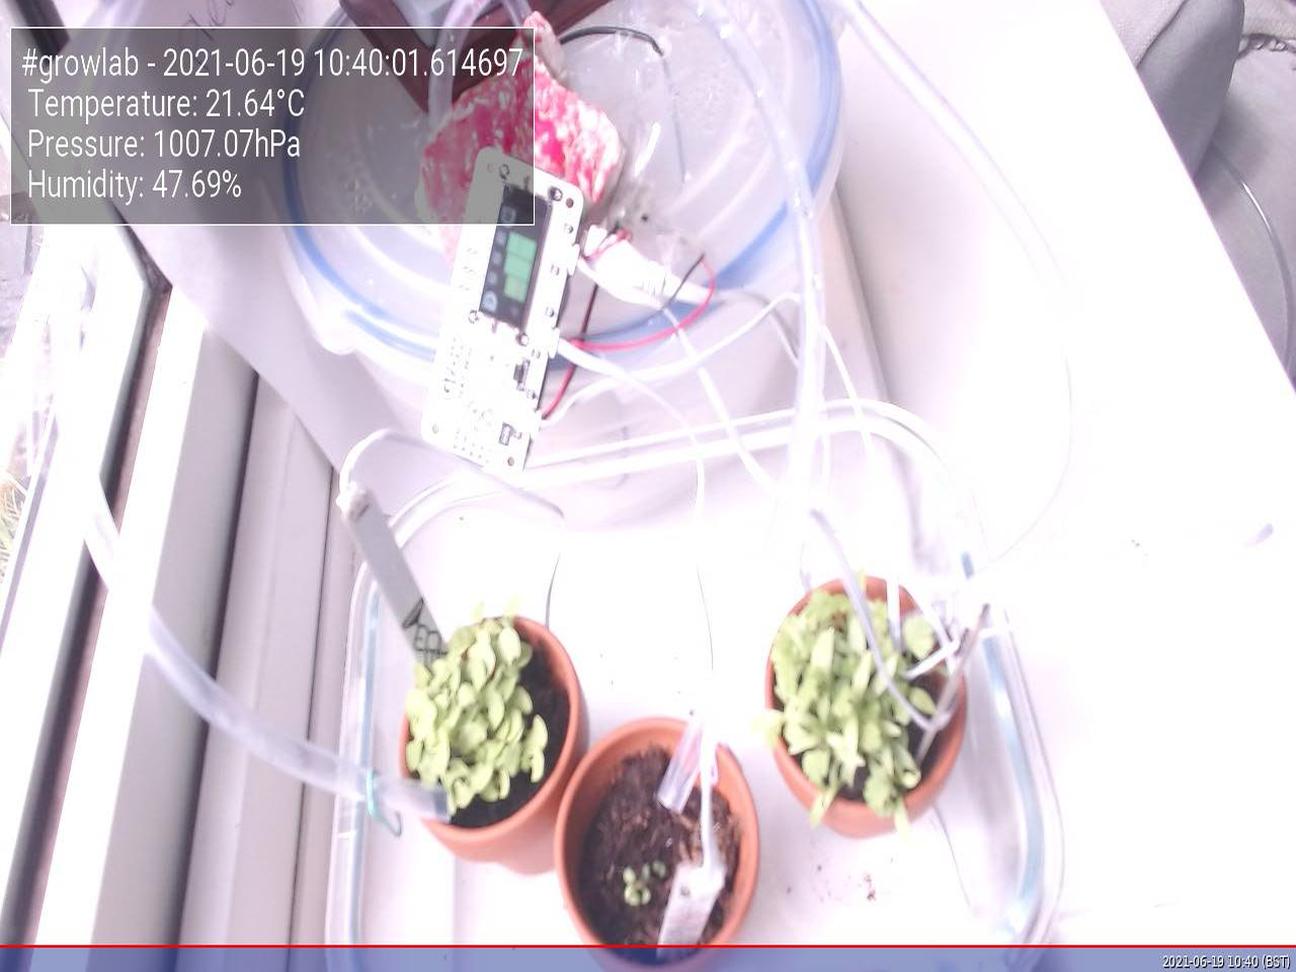 #growlab - 2021-06-19 10:40:01.614697
Temperature: 21.64°C
Pressure: 1007.07hPa
Humidity: 47.69%
2021-06-19 10:40 (BST)